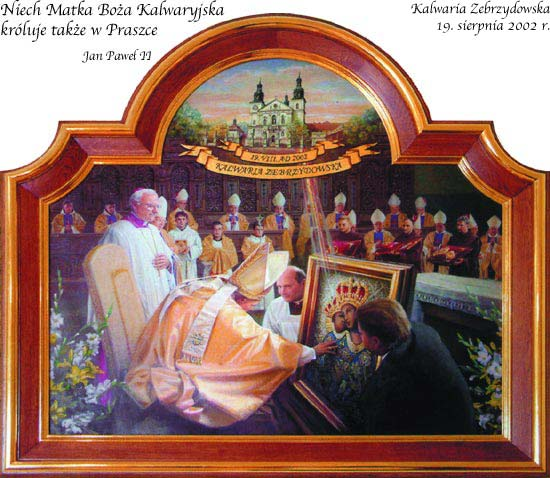 Niech Matka Boża Kalwaryjska
króluje także w Praszce
Jan Paweł II
Kalwaria Zebrzydowska
19. sierpnia 2002 r.
19.VIII.AD 2002
KALWARIA ZEBRZYDOWSKA